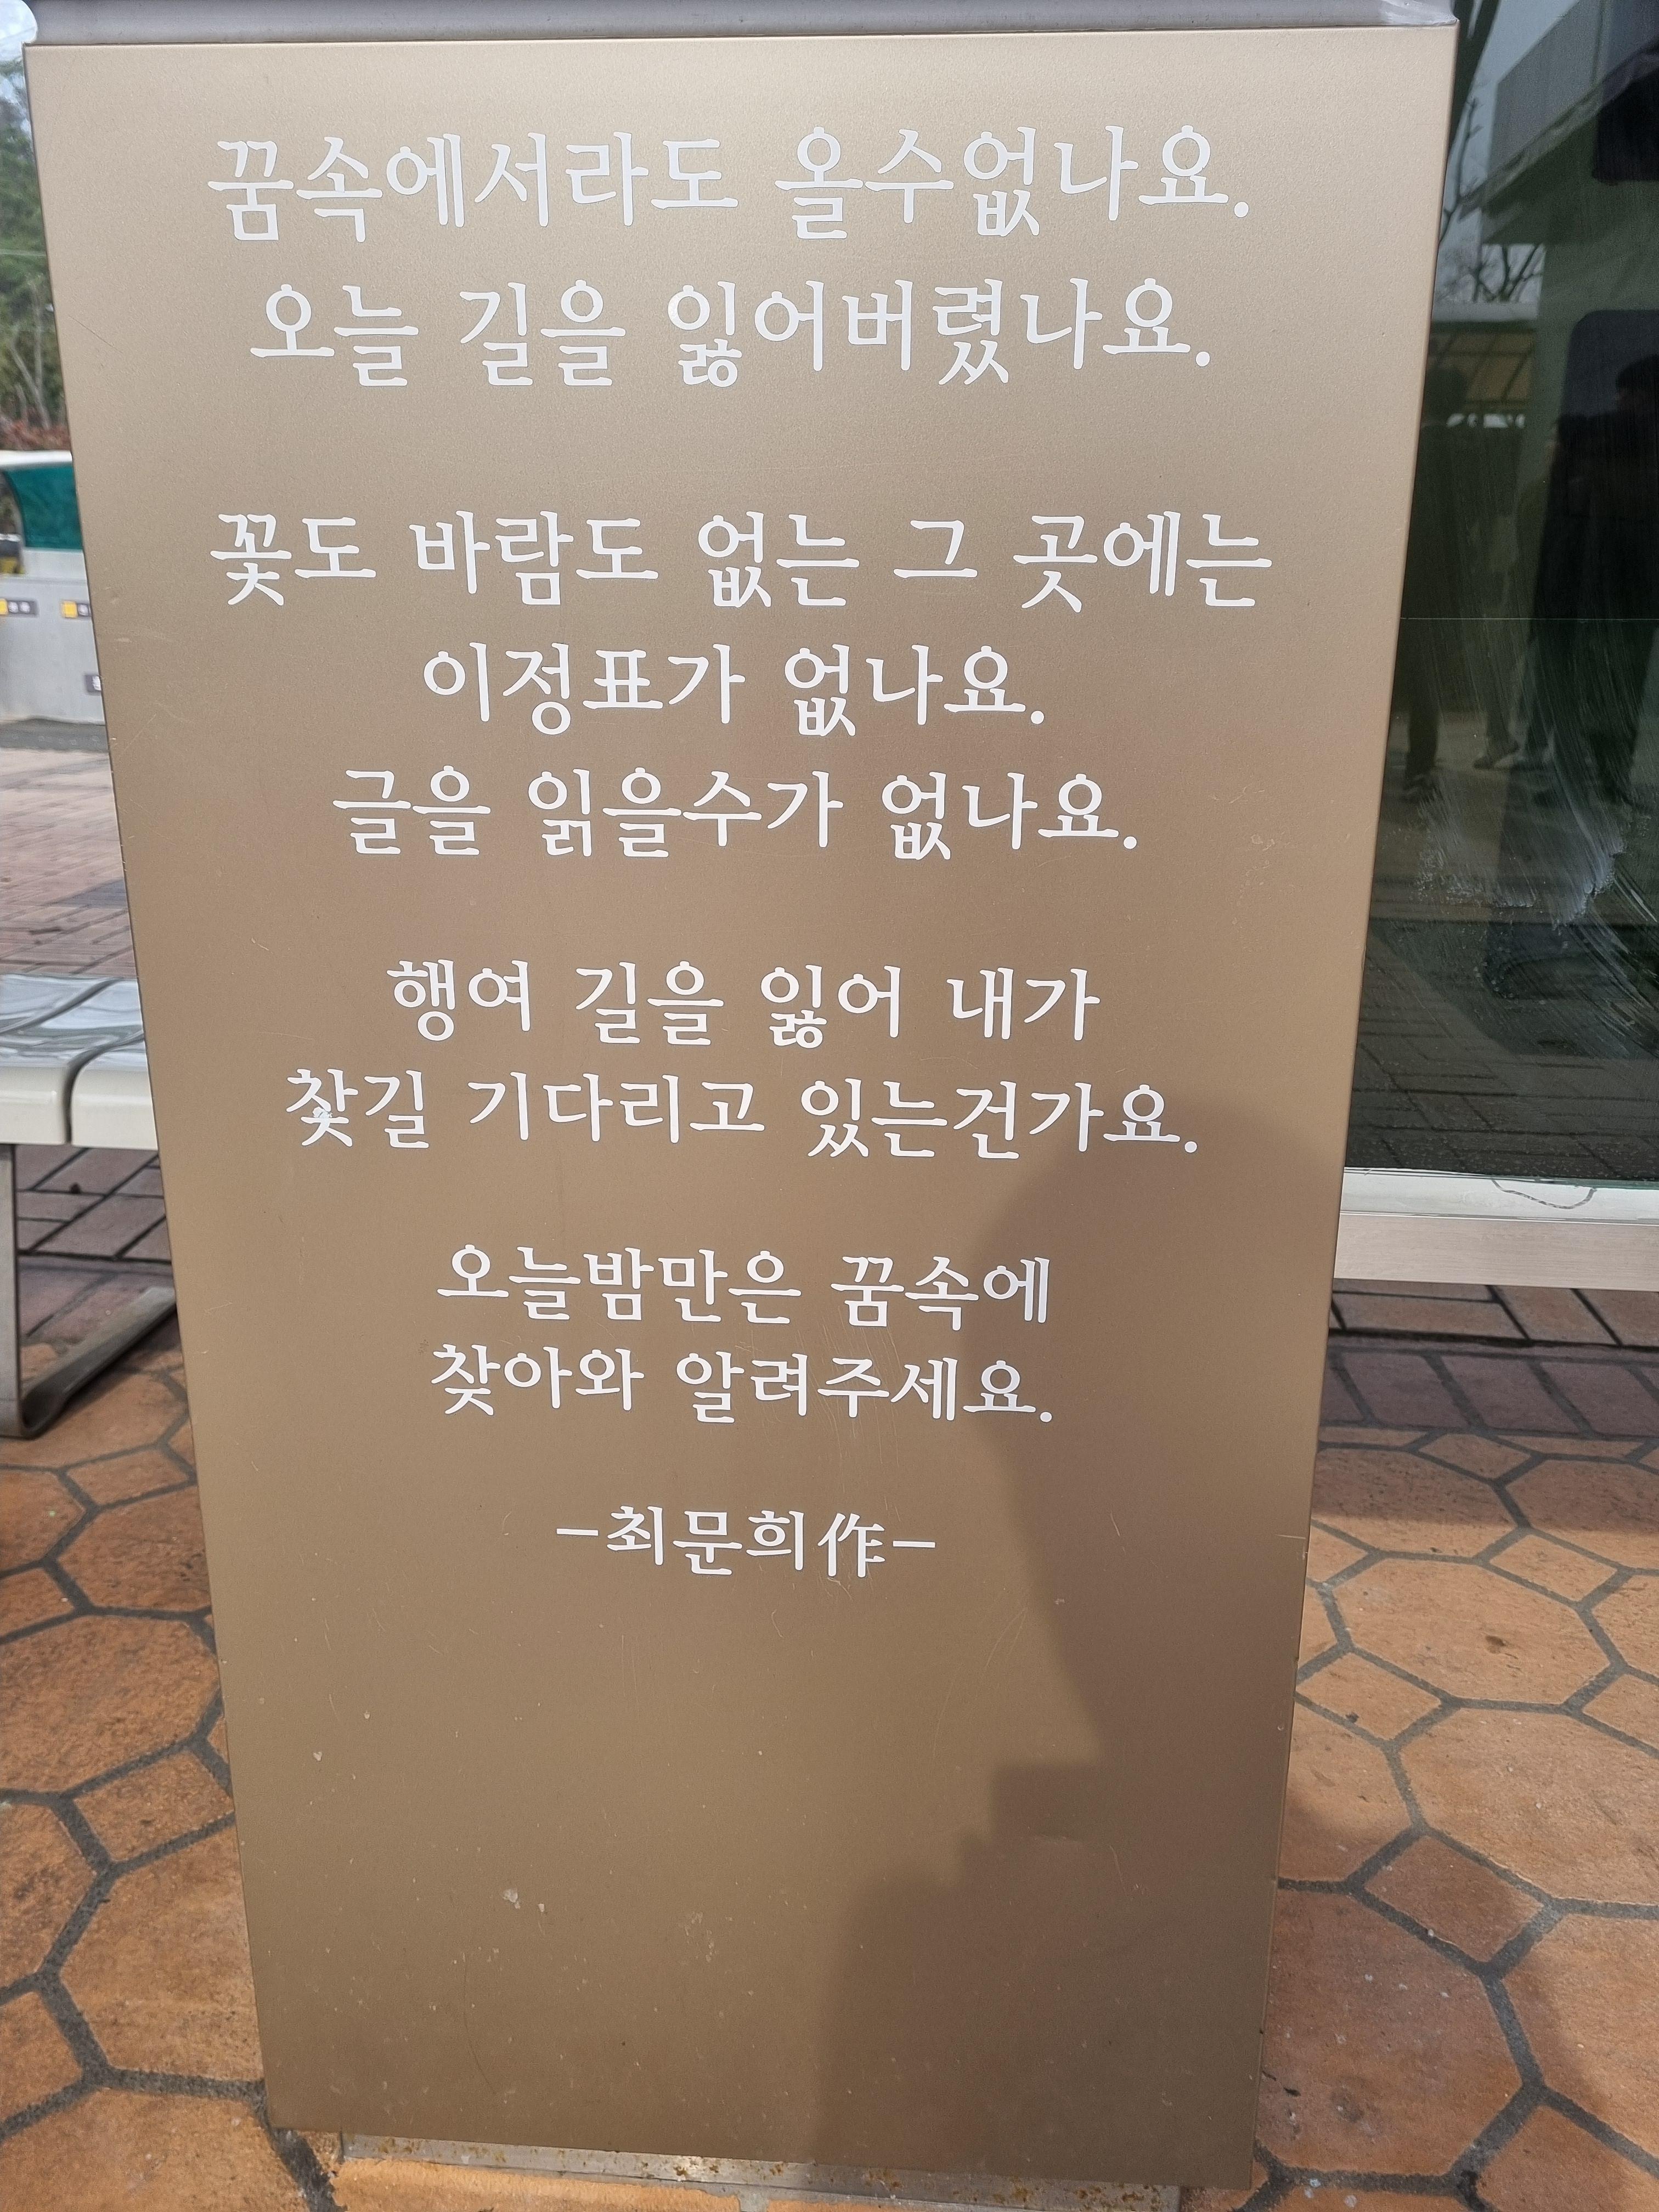 꿈속에서라도 올수없나요.
오늘 길을 잃어버렸나요.
꽃도 바람도 없는 그 곳에는
이정표가 없나요.
글을 읽을수가 없나요.
행여 길을 잃어 내가
찾길 기다리고 있는건가요.
오늘밤만은 꿈속에
찾아와 알려주세요.
-최문희作-